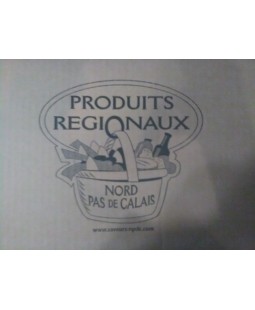 PRODUITS
REGIONAUX
NORD
PAS DE CALAIS